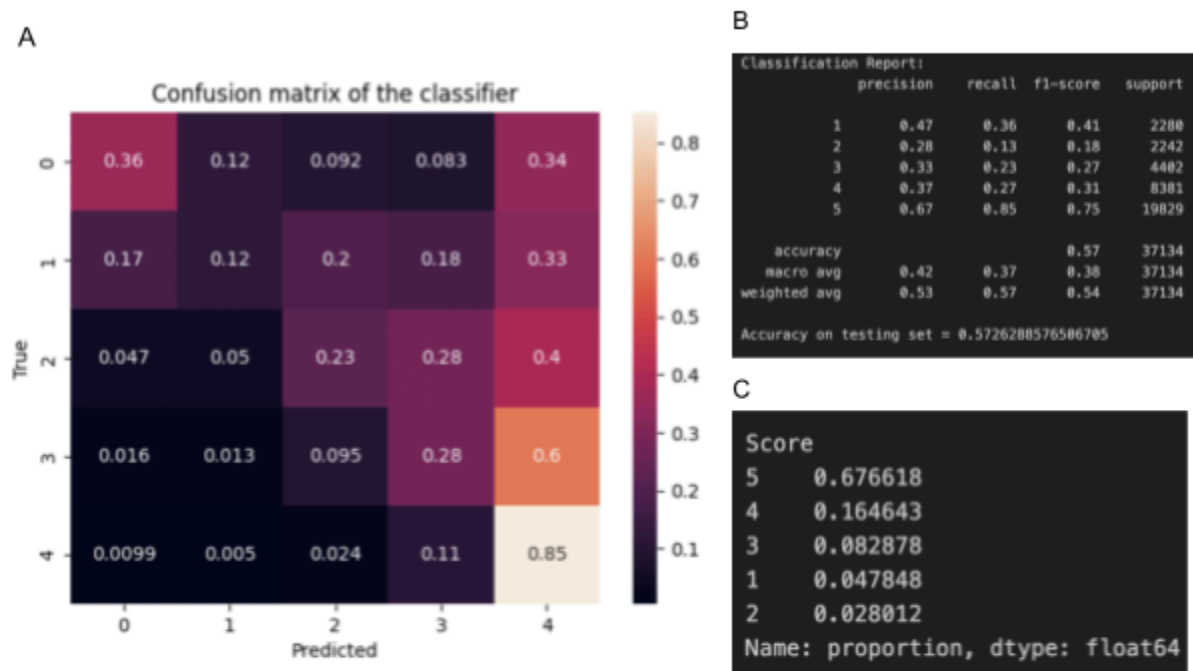 A
Confusion matrix of the classifier
True
0 0.36 0.12 0.092 0.083 0.34
1 0.17 0.12 0.2 0.18 0.33
2 0.047 0.05 0.23 0.28 0.4
3 0.016 0.013 0.095 0.28 0.6
4 0.0099 0.005 0.024 0.11 0.85
0 1 2 3 4
Predicted
0.8
0.7
0.6
0.5
0.4
0.3
0.2
0.1
B
Classification Report:
precision recall f1-score support
1 0.47 0.36 0.41 2280
2 0.28 0.13 0.18 2242
3 0.33 0.23 0.27 4402
4 0.37 0.27 0.31 8381
5 0.67 0.85 0.75 19829
accuracy 0.57 37134
macro avg 0.42 0.37 0.38 37134
weighted avg 0.53 0.57 0.54 37134
Accuracy on testing set = 0.5726288576506705
C
Score
5 0.676618
4 0.164643
3 0.082878
1 0.047848
2 0.028012
Name: proportion, dtype: float64